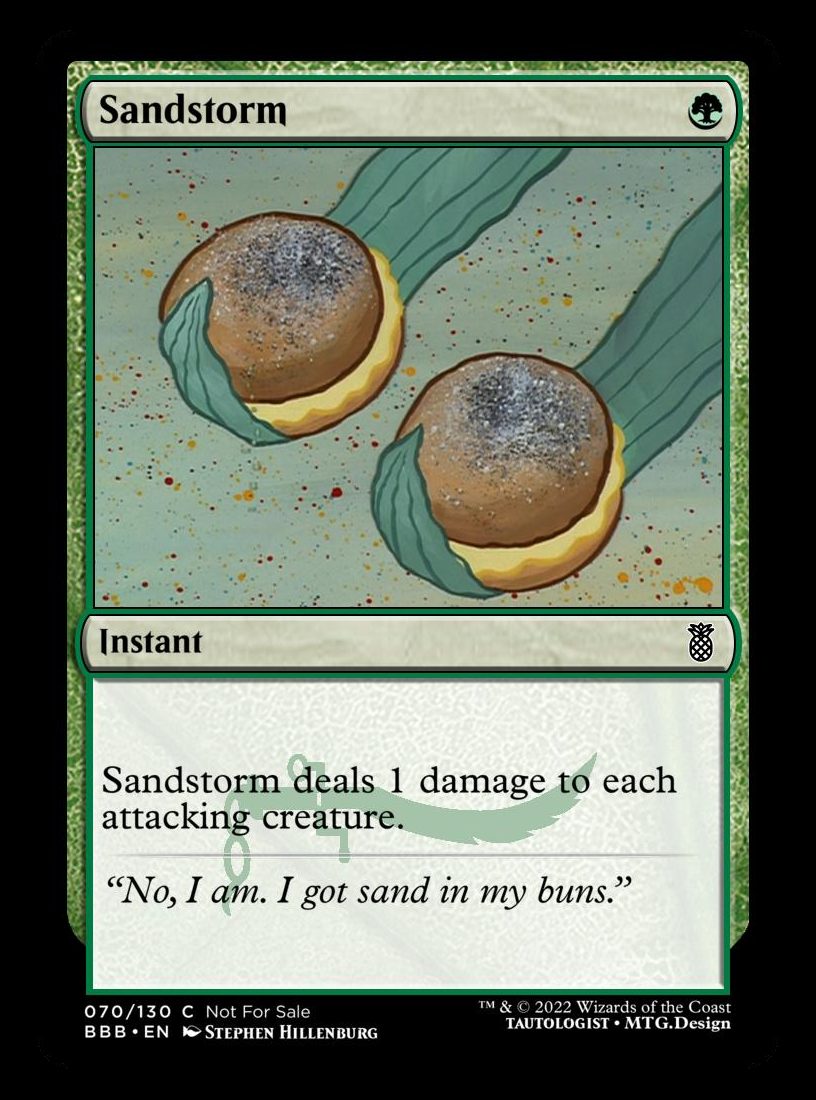 Sandstorm
Instant
Sandstorm deals 1 damage to each
attacking creature.
“No, I am. I got sand in my buns.”
070/130 C Not For Sale
™ & © 2022 Wizards of the Coast
BBB • EN STEPHEN HILLENBURG
TAUTOLOGIST • MTG.Design